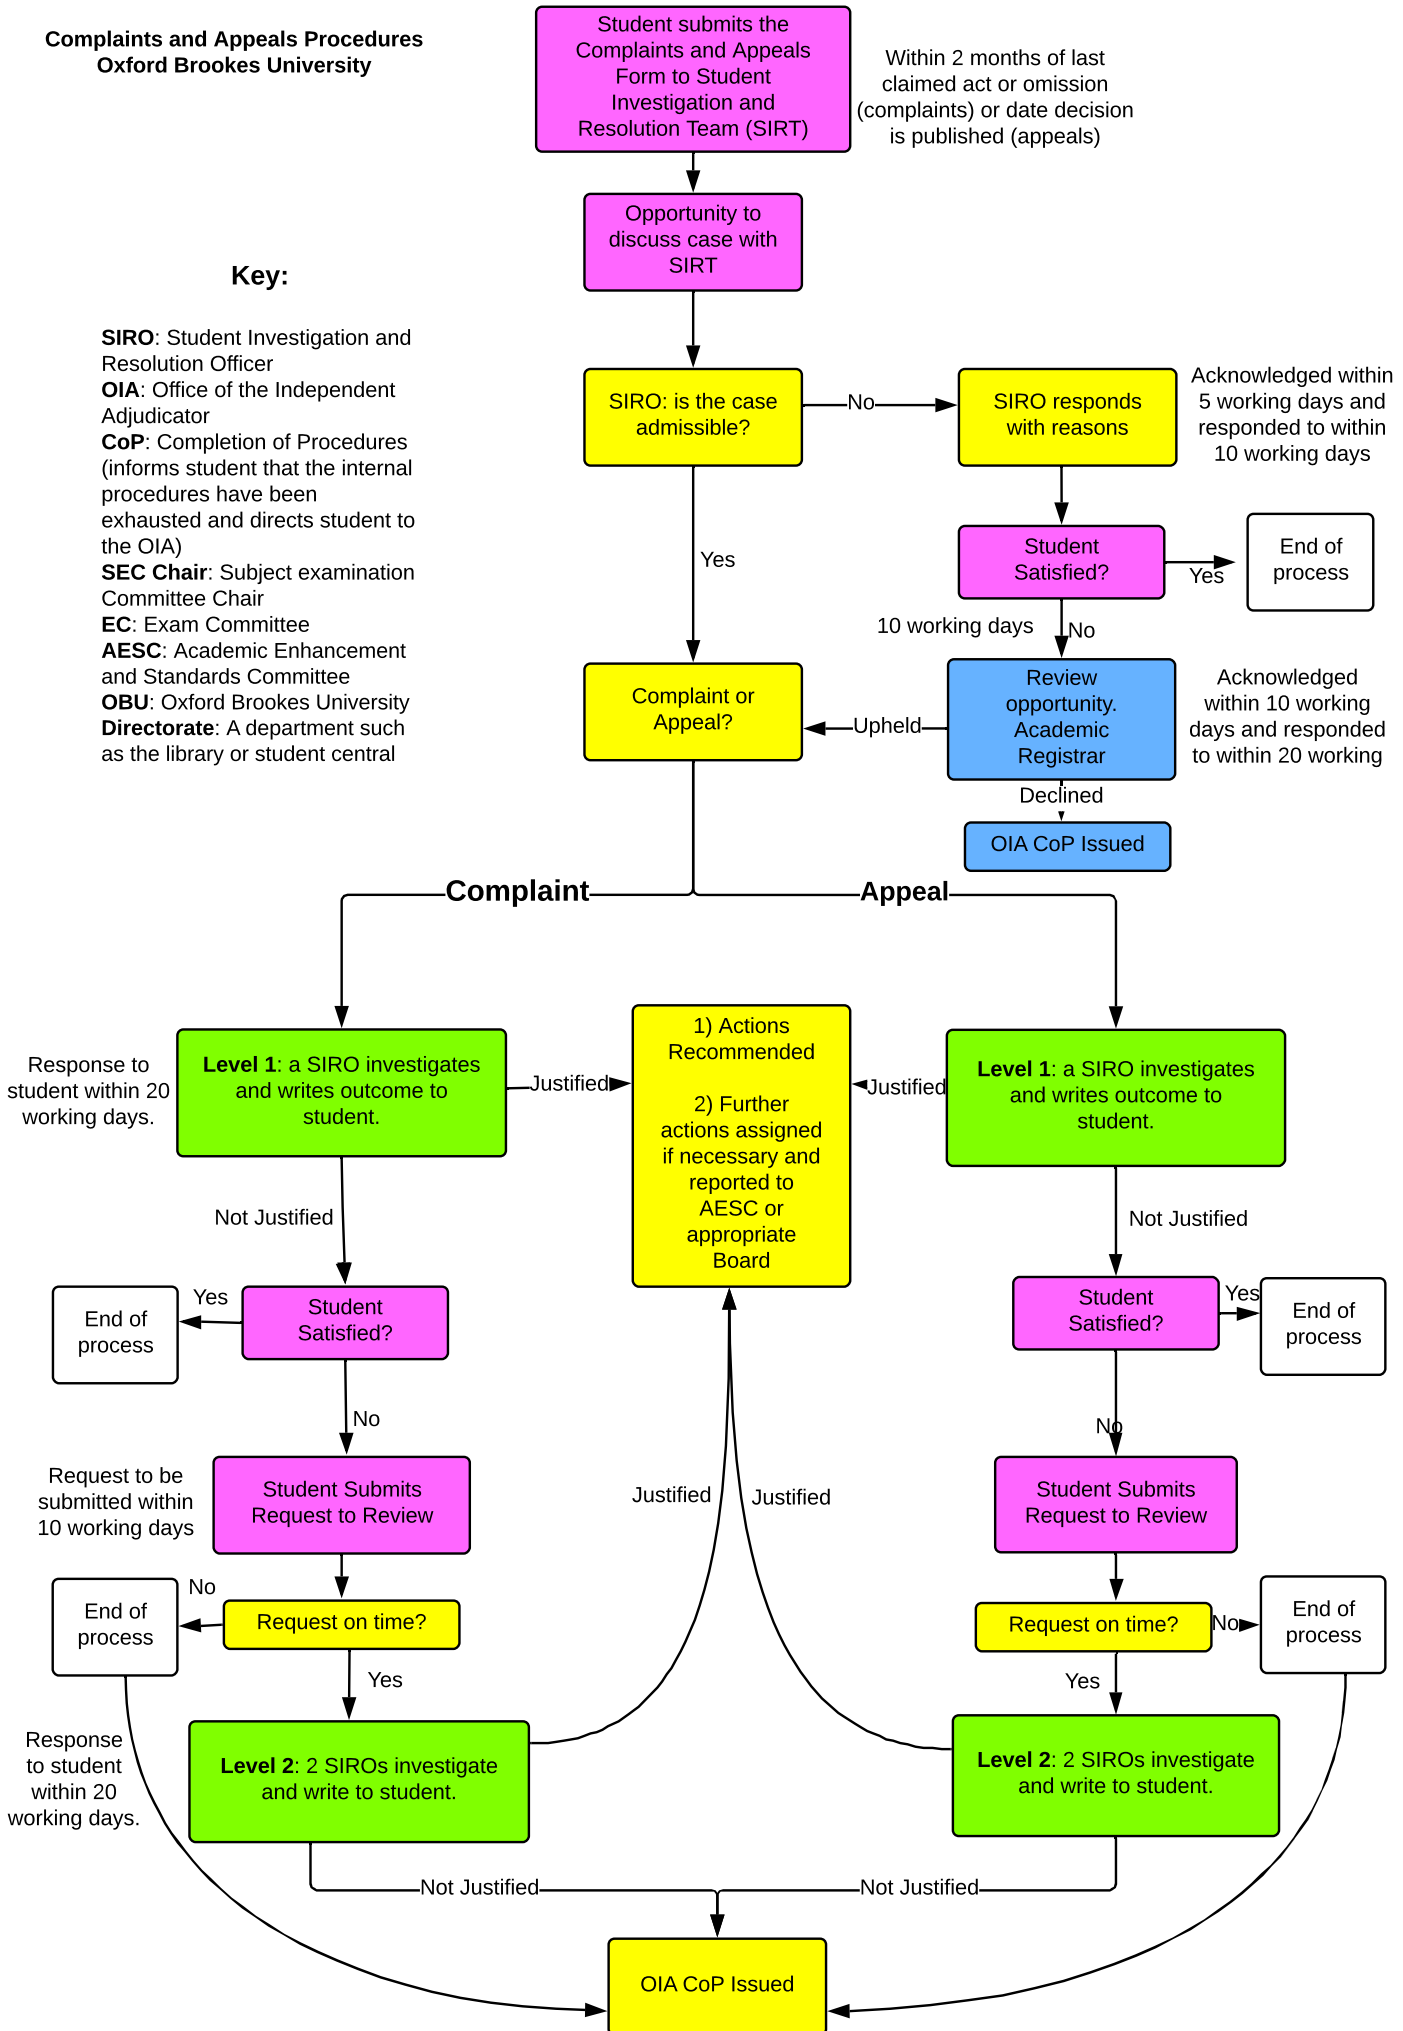 Complaints and Appeals Procedures
Oxford Brookes University
Student submits the
Complaints and Appeals
Form to Student
Investigation and
Resolution Team (SIRT)
Within 2 months of last
claimed act or omission
(complaints) or date decision
is published (appeals)
Opportunity to
discuss case with
SIRT
Key:
SIRO: Student Investigation and
Resolution Officer
OIA: Office of the Independent
Adjudicator
CoP: Completion of Procedures
(informs student that the internal
procedures have been
exhausted and directs student to
the OIA)
SEC Chair: Subject examination
Committee Chair
EC: Exam Committee
AESC: Academic Enhancement
and Standards Committee
OBU: Oxford Brookes University
Directorate: A department such
as the library or student central
SIRO: is the case
admissible?
No
SIRO responds
with reasons
Acknowledged within
5 working days and
responded to within
10 working days
Yes
Student
Satisfied?
Yes
End of
process
10 working days
No
Complaint or
Appeal?
Upheld
Review
opportunity.
Academic
Registrar
Acknowledged
within 10 working
days and responded
to within 20 working
Declined
OIA CoP Issued
Complaint
Appeal
Response to
student within 20
working days.
Level 1: a SIRO investigates
and writes outcome to
student.
Justified
1) Actions
Recommended
2) Further
actions assigned
if necessary and
reported to
AESC or
appropriate
Board
Justified
Level 1: a SIRO investigates
and writes outcome to
student.
Not Justified
Not Justified
End of
process
Yes
Student
Satisfied?
Student
Satisfied?
Yes
End of
process
No
No
Request to be
submitted within
10 working days
Student Submits
Request to Review
Justified
Justified
Student Submits
Request to Review
End of
process
No
Request on time?
Request on time?
No
End of
process
Yes
Yes
Response
to student
within 20
working days.
Level 2: 2 SIROs investigate
and write to student.
Level 2: 2 SIROs investigate
and write to student.
Not Justified
Not Justified
OIA CoP Issued